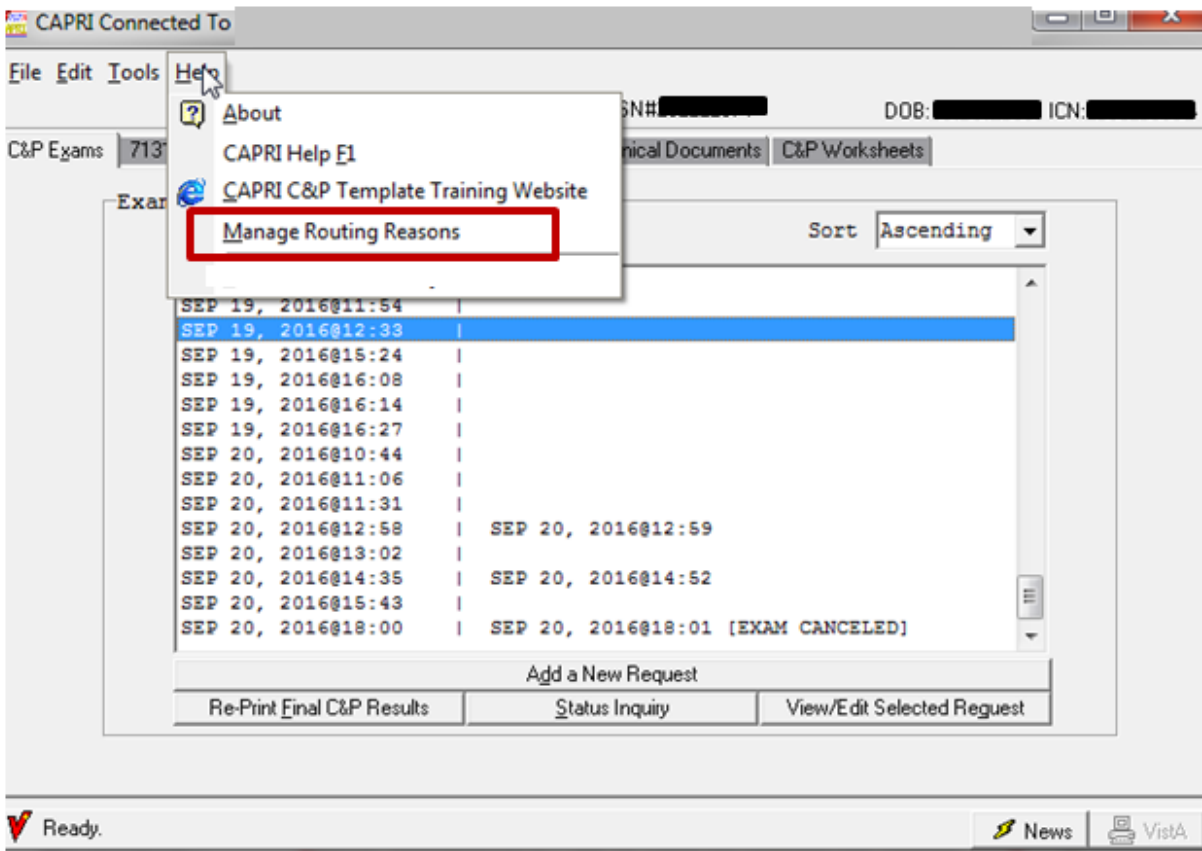 CAPRI Connected To
File Edit Tools Help
SN# DOB: ICN:
About
CAPRI Help F1
CAPRI C&P Template Training Website
Manage Routing Reasons
C&P Exams 713 nical Documents C&P Worksheets
Exam
Sort Ascending
SEP 19, 2016@11:54 |
SEP 19, 2016@12:33 |
SEP 19, 2016@15:24 |
SEP 19, 2016@16:08 |
SEP 19, 2016@16:14 |
SEP 19, 2016@16:27 |
SEP 20, 2016@10:44 |
SEP 20, 2016@11:06 |
SEP 20, 2016@11:31 |
SEP 20, 2016@12:58 | SEP 20, 2016@12:59
SEP 20, 2016@13:02 |
SEP 20, 2016@14:35 | SEP 20, 2016@14:52
SEP 20, 2016@15:43 |
SEP 20, 2016@18:00 | SEP 20, 2016@18:01 [EXAM CANCELED]
Add a New Request
Re-Print Final C&P Results Status Inquiry View/Edit Selected Request
Ready. News VistA